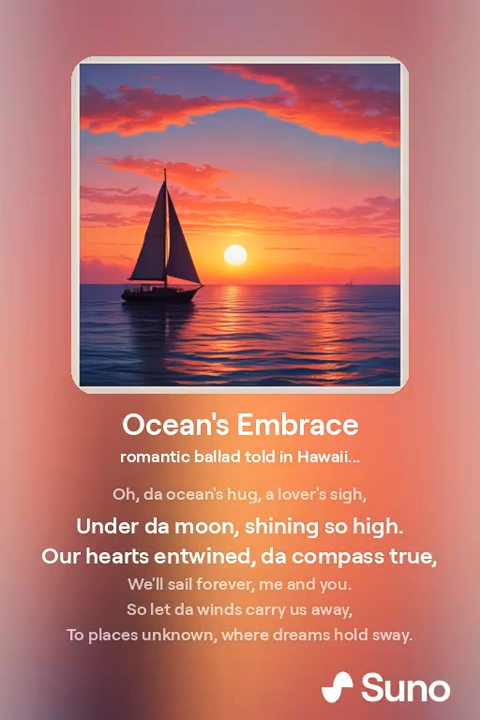 Ocean's Embrace
romantic ballad told in Hawaii...
Oh, da ocean's hug, a lover's sigh,
Under da moon, shining so high.
Our hearts entwined, da compass true,
We'll sail forever, me and you.
So let da winds carry us away,
To places unknown, where dreams hold sway.
Suno